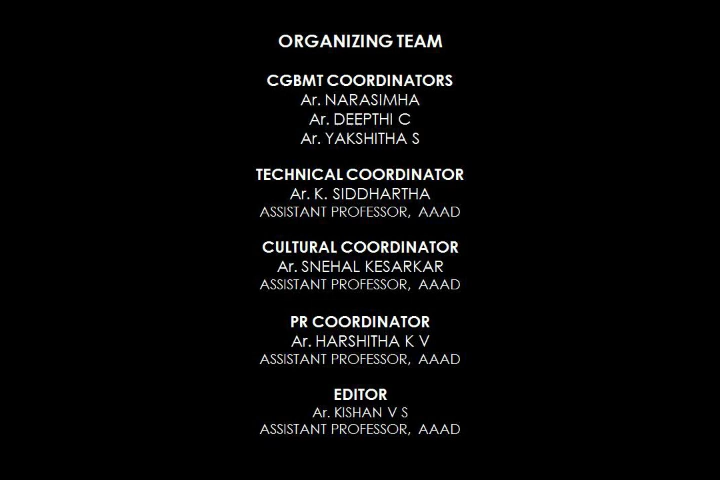 ORGANIZING TEAM
CGBMT COORDINATORS
Ar. NARASIMHA
Ar. DEEPTHI C
Ar. YAKSHITHA S
TECHNICAL COORDINATOR
Ar. K. SIDDHARTHA
ASSISTANT PROFESSOR, AAAD
CULTURAL COORDINATOR
Ar. SNEHAL KESARKAR
ASSISTANT PROFESSOR, AAAD
PR COORDINATOR
Ar. HARSHITHA K V
ASSISTANT PROFESSOR, AAAD
EDITOR
Ar. KISHAN V S
ASSISTANT PROFESSOR, AAAD